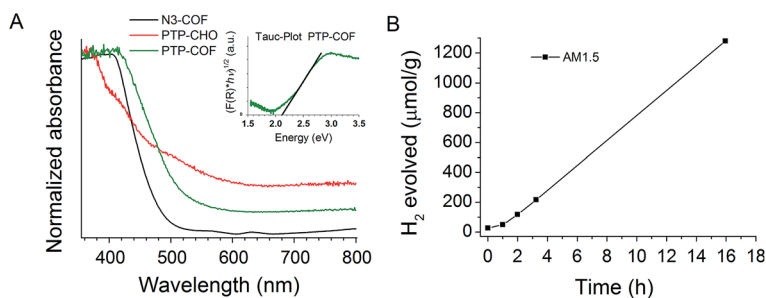 A
N3-COF
PTP-CHO
PTP-COF
Normalized absorbance
400 500 600 700 800
Wavelength (nm)
Tauc-Plot PTP-COF
(F(R)*hν)^1/2 (a.u.)
1.5 2.0 2.5 3.0 3.5
Energy (eV)
B
AM1.5
H2 evolved (μmol/g)
1200
1000
800
600
400
200
0
0 2 4 6 8 10 12 14 16 18
Time (h)